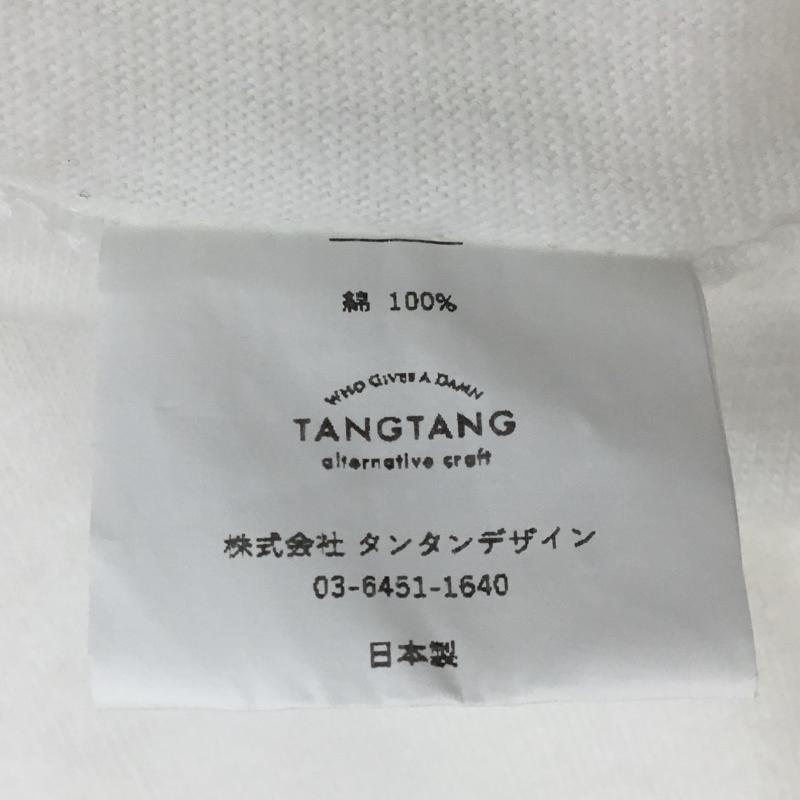 綿 100%
WHO GIVES A DAMN
TANGTANG
alternative craft
株式会社 タンタンデザイン
03-6451-1640
日本製